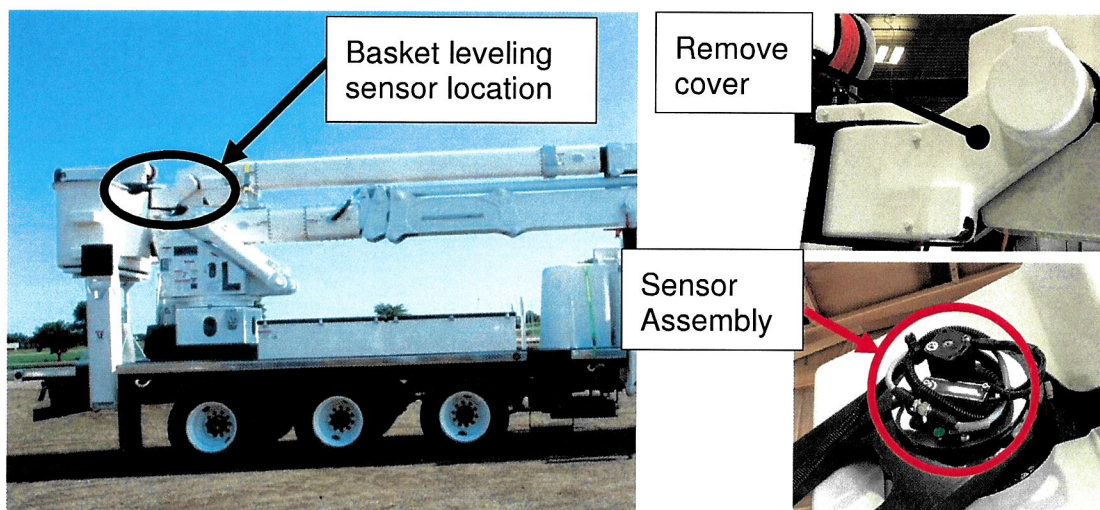 Basket leveling
sensor location
Remove
cover
Sensor
Assembly